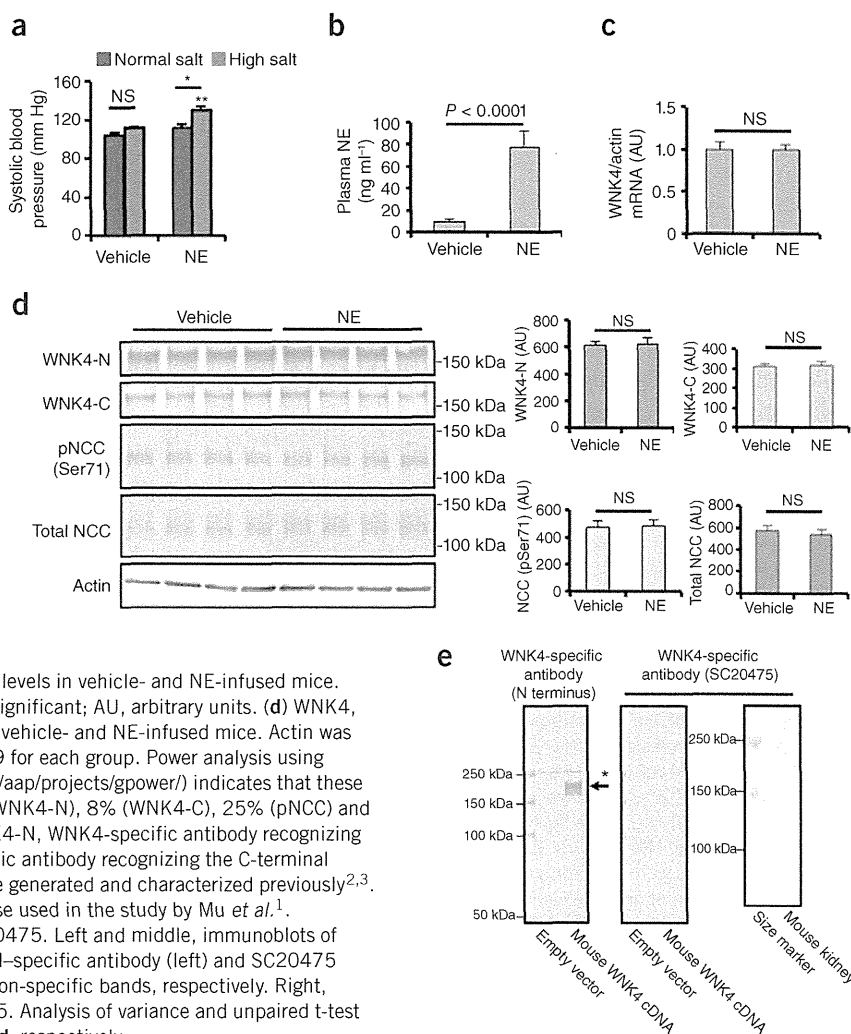 a
Normal salt High salt
160
120
80
40
0
Systolic blood
pressure (mm Hg)
NS
*
**
Vehicle NE
b
P < 0.0001
100
80
60
40
20
0
Plasma NE
(ng ml⁻¹)
Vehicle NE
c
1.5
1.0
0.5
0
WNK4/actin
mRNA (AU)
NS
Vehicle NE
d
Vehicle NE
WNK4-N
-150 kDa
WNK4-C
-150 kDa
-150 kDa
pNCC
(Ser71)
-100 kDa
-150 kDa
Total NCC
-100 kDa
Actin
800
600
400
200
0
WNK4-N (AU)
NS
Vehicle NE
400
300
200
100
0
WNK4-C (AU)
NS
Vehicle NE
800
600
400
200
0
NCC (pSer71) (AU)
NS
Vehicle NE
800
600
400
200
0
Total NCC (AU)
NS
Vehicle NE
levels in vehicle- and NE-infused mice.
ignificant; AU, arbitrary units. (d) WNK4,
vehicle- and NE-infused mice. Actin was
9 for each group. Power analysis using
/aap/projects/gpower/) indicates that these
WNK4-N), 8% (WNK4-C), 25% (pNCC) and
K4-N, WNK4-specific antibody recognizing
ic antibody recognizing the C-terminal
e generated and characterized previously2,3.
se used in the study by Mu et al.1.
0475. Left and middle, immunoblots of
l–specific antibody (left) and SC20475
on-specific bands, respectively. Right,
5. Analysis of variance and unpaired t-test
d, respectively.
e
WNK4-specific
antibody
(N terminus)
WNK4-specific
antibody (SC20475)
250 kDa
150 kDa
100 kDa
50 kDa
*
250 kDa
150 kDa
100 kDa
Empty vector
Mouse WNK4 cDNA
Empty vector
Mouse WNK4 cDNA
Size marker
Mouse kidney